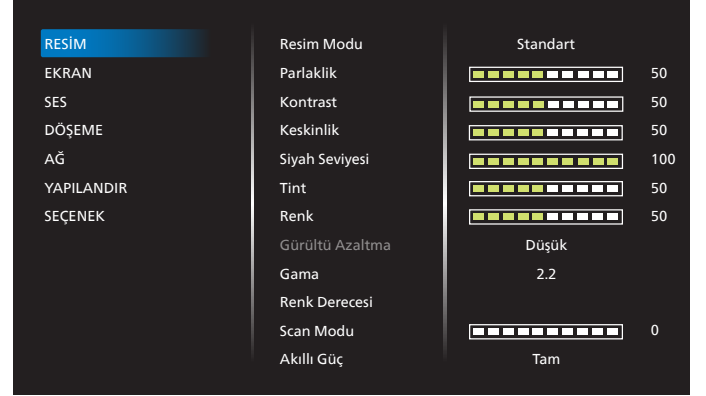 RESİM Resim Modu Standart
EKRAN Parlaklik 50
SES Kontrast 50
DÖŞEME Keskinlik 50
AĞ Siyah Seviyesi 100
YAPILANDIR Tint 50
SEÇENEK Renk 50
Gürültü Azaltma Düşük
Gama 2.2
Renk Derecesi
Scan Modu 0
Akıllı Güç Tam